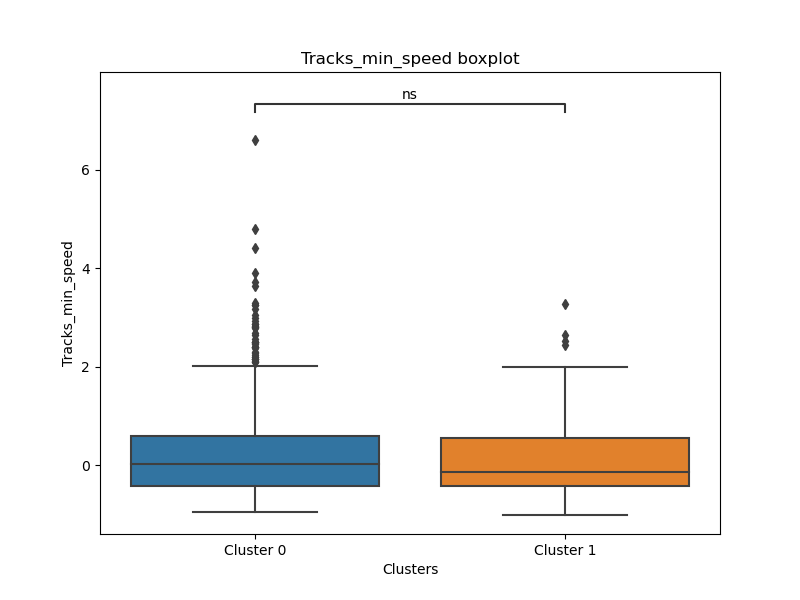 Tracks_min_speed boxplot
ns
6
4
2
0
Tracks_min_speed
Cluster 0
Cluster 1
Clusters